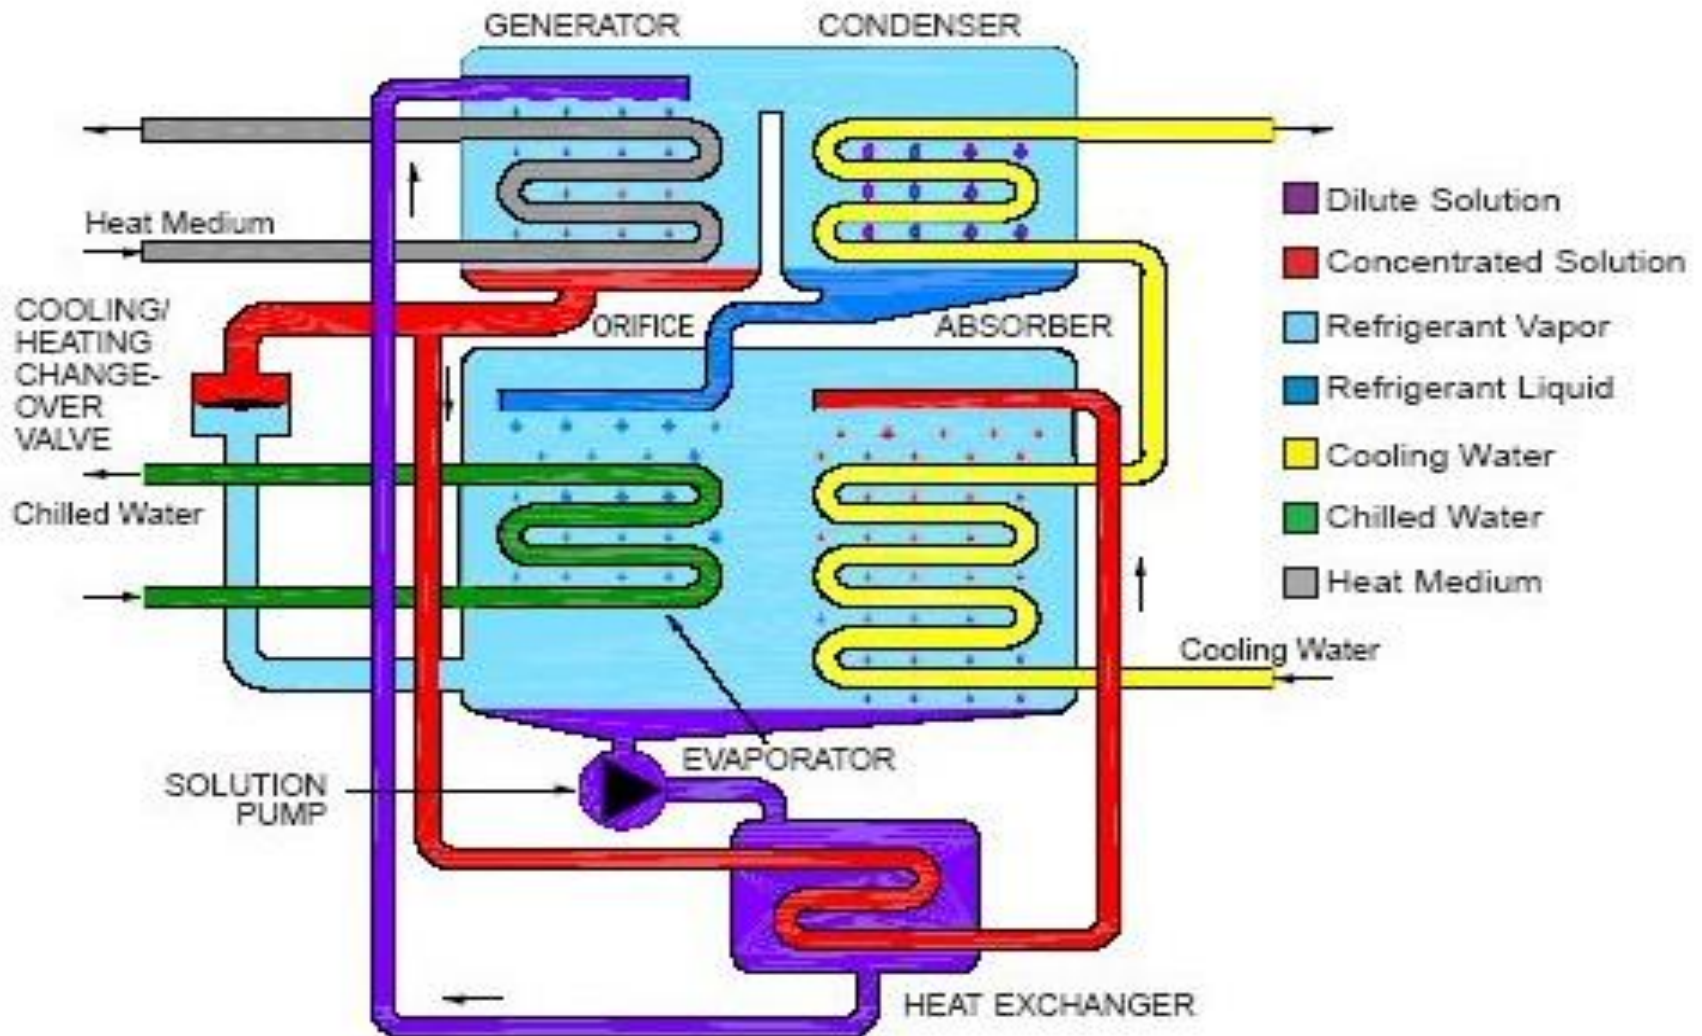 GENERATOR
CONDENSER
Heat Medium
COOLING/
HEATING
CHANGE-
OVER
VALVE
ORIFICE
ABSORBER
Chilled Water
Cooling Water
EVAPORATOR
SOLUTION
PUMP
HEAT EXCHANGER
Dilute Solution
Concentrated Solution
Refrigerant Vapor
Refrigerant Liquid
Cooling Water
Chilled Water
Heat Medium